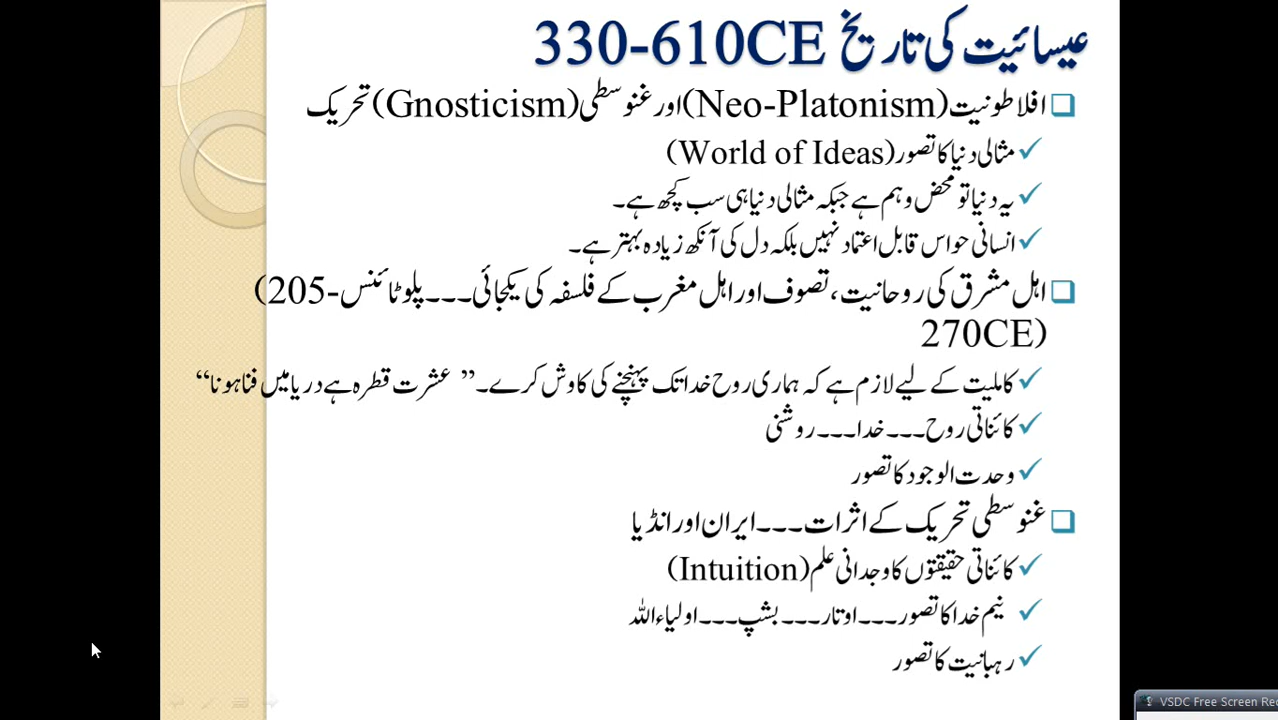 عیسائیت کی تاریخ 330-610CE
افلاطونیت(Neo-Platonism)اور غنوسطی(Gnosticism)تحریک
مثالی دنیا کا تصور(World of Ideas)
یہ دنیا تو محض وہم ہے جبکہ مثالی دنیا ہی سب کچھ ہے۔
انسانی حواس قابل اعتماد نہیں بلکہ دل کی آنکھ زیادہ بہتر ہے۔
اہل مشرق کی روحانیت، تصوف اور اہل مغرب کے فلسفہ کی یکجائی۔۔۔پلوٹائنس-205)
270CE)
کاملیت کے لیے لازم ہے کہ ہماری روح خدا تک پہنچنے کی کاوش کرے۔ ”عشرت قطرہ ہے دریا میں فنا ہونا“
کائناتی روح۔۔۔خدا۔۔۔روشنی
وحدت الوجود کا تصور
غنوسطی تحریک کے اثرات۔۔۔ایران اور انڈیا
کائناتی حقیقتوں کا وجدانی علم(Intuition)
نیم خدا کا تصور۔۔۔اوتار۔۔۔بشپ۔۔۔اولیاء اللہ
رہبانیت کا تصور
VSDC Free Screen Rec